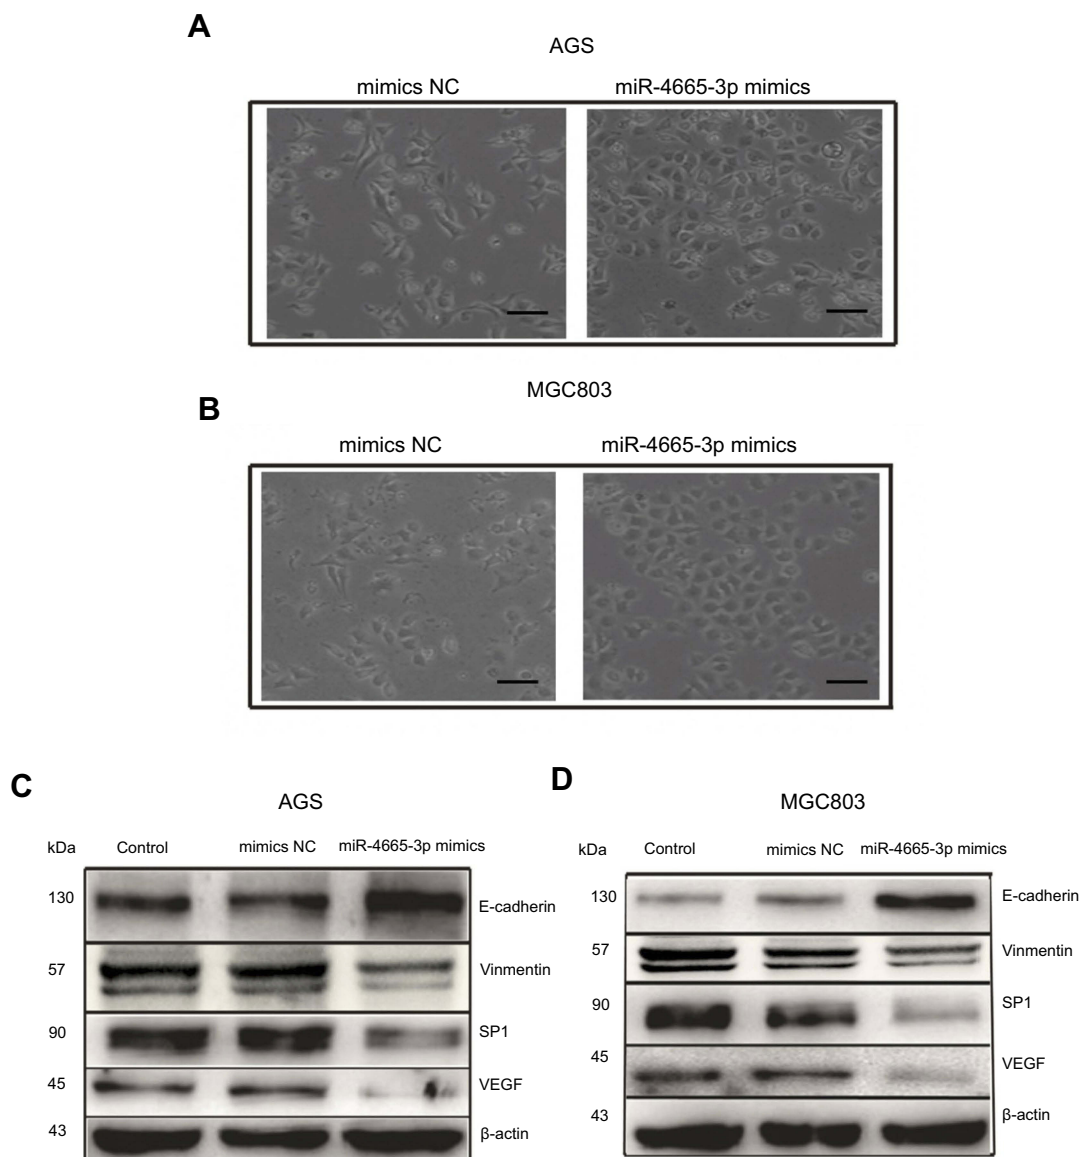 A
AGS
mimics NC miR-4665-3p mimics
MGC803
B
mimics NC miR-4665-3p mimics
C
AGS
kDa Control mimics NC miR-4665-3p mimics
130 E-cadherin
57 Vinmentin
90 SP1
45 VEGF
43 β-actin
D
MGC803
kDa Control mimics NC miR-4665-3p mimics
130 E-cadherin
57 Vinmentin
90 SP1
45 VEGF
43 β-actin